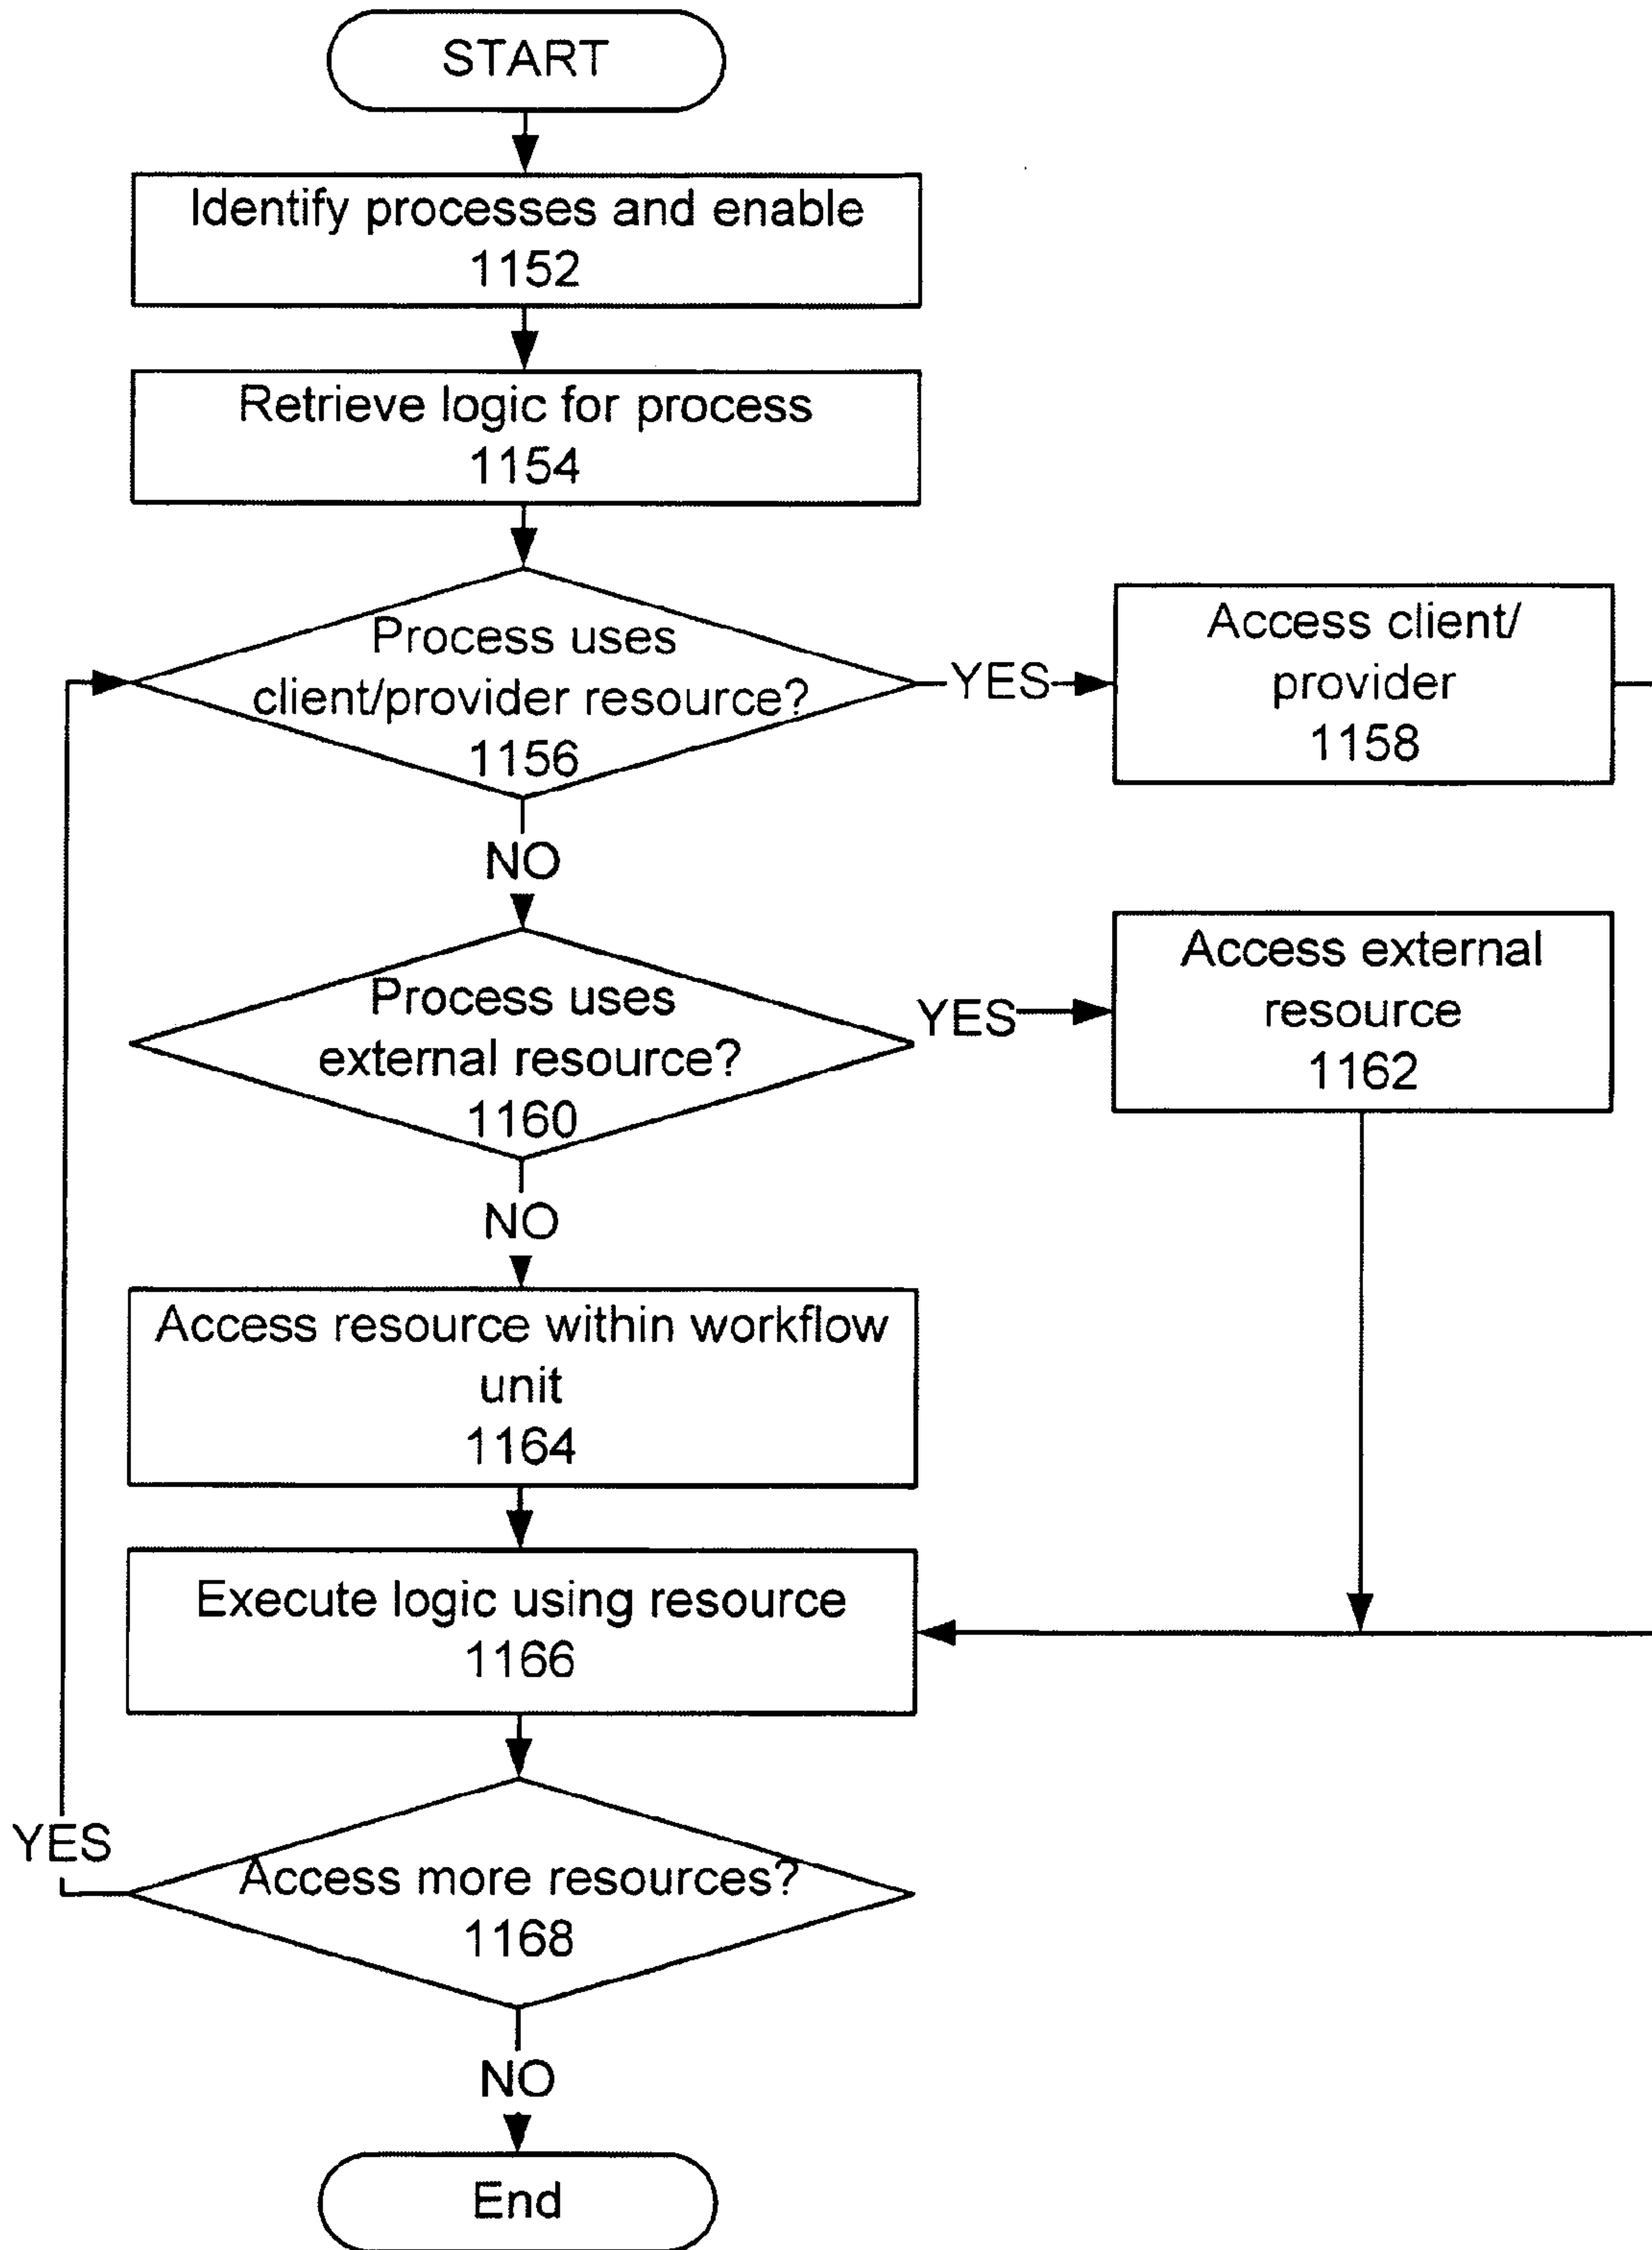 START
Identify processes and enable
1152
Retrieve logic for process
1154
Process uses
client/provider resource?
1156
YES
Access client/
provider
1158
NO
Process uses
external resource?
1160
YES
Access external
resource
1162
NO
Access resource within workflow
unit
1164
Execute logic using resource
1166
YES
Access more resources?
1168
NO
End